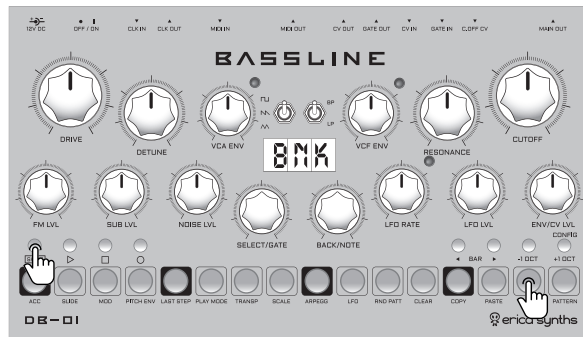 12V DC OFF / ON CLK IN CLK OUT MIDI IN MIDI OUT CV OUT GATE OUT CV IN GATE IN C.OFF CV MAIN OUT
BASSLINE
BP
LP
DRIVE DETUNE VCA ENV VCF ENV RESONANCE CUTOFF
BNK
FM LVL SUB LVL NOISE LVL LFO RATE LFO LVL ENV/CV LVL
SELECT/GATE BACK/NOTE
CONFIG
BAR -1 OCT +1 OCT
ACC SLIDE MOD PITCH ENV LAST STEP PLAY MODE TRANSP SCALE ARPEGG LFO RND PATT CLEAR COPY PASTE PATTERN
DB-01
erica synths